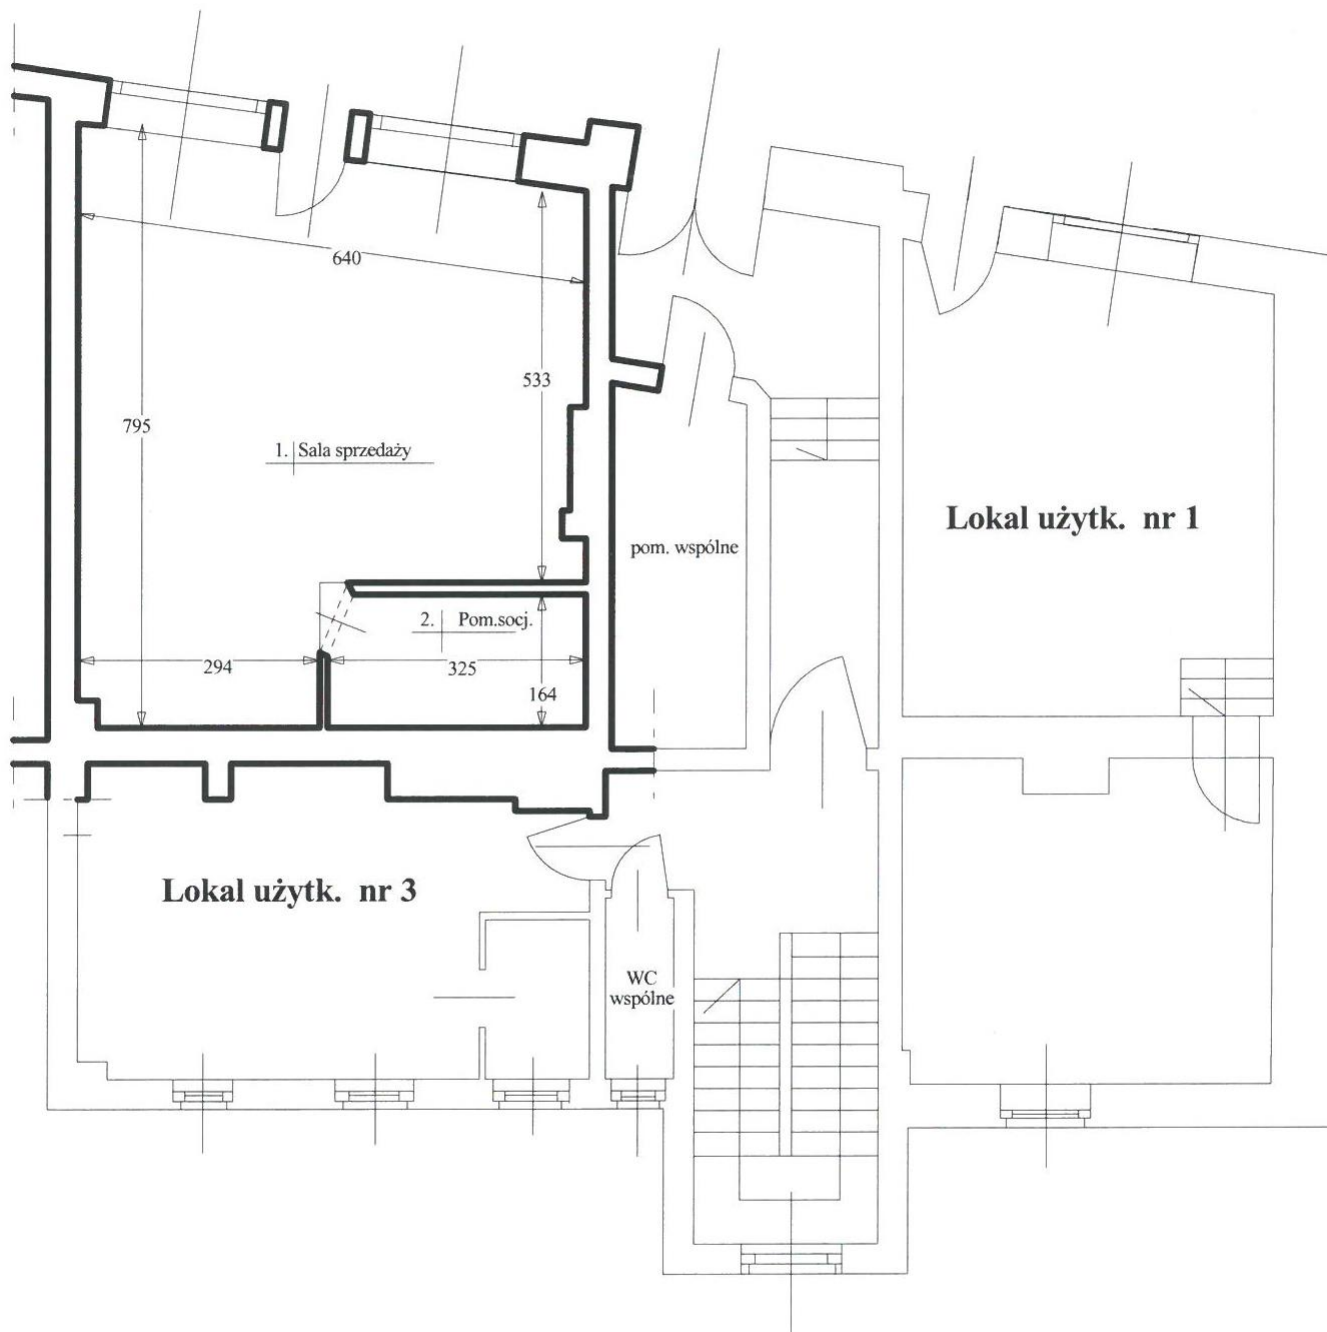 640
533
795
1. Sala sprzedaży
Lokal użytk. nr 1
pom. wspólne
2. Pom.socj.
294
325
164
Lokal użytk. nr 3
WC
wspólne